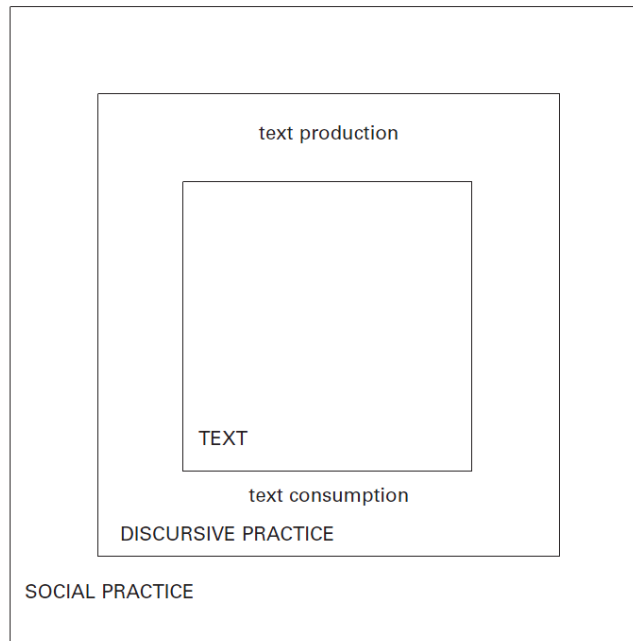 text production
TEXT
text consumption
DISCURSIVE PRACTICE
SOCIAL PRACTICE